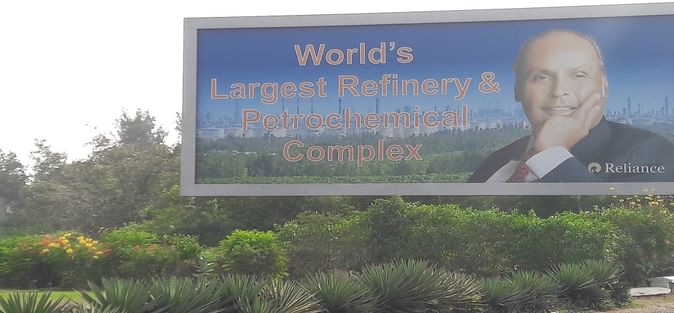 World's
Largest Refinery &
Petrochemical
Complex
Reliance